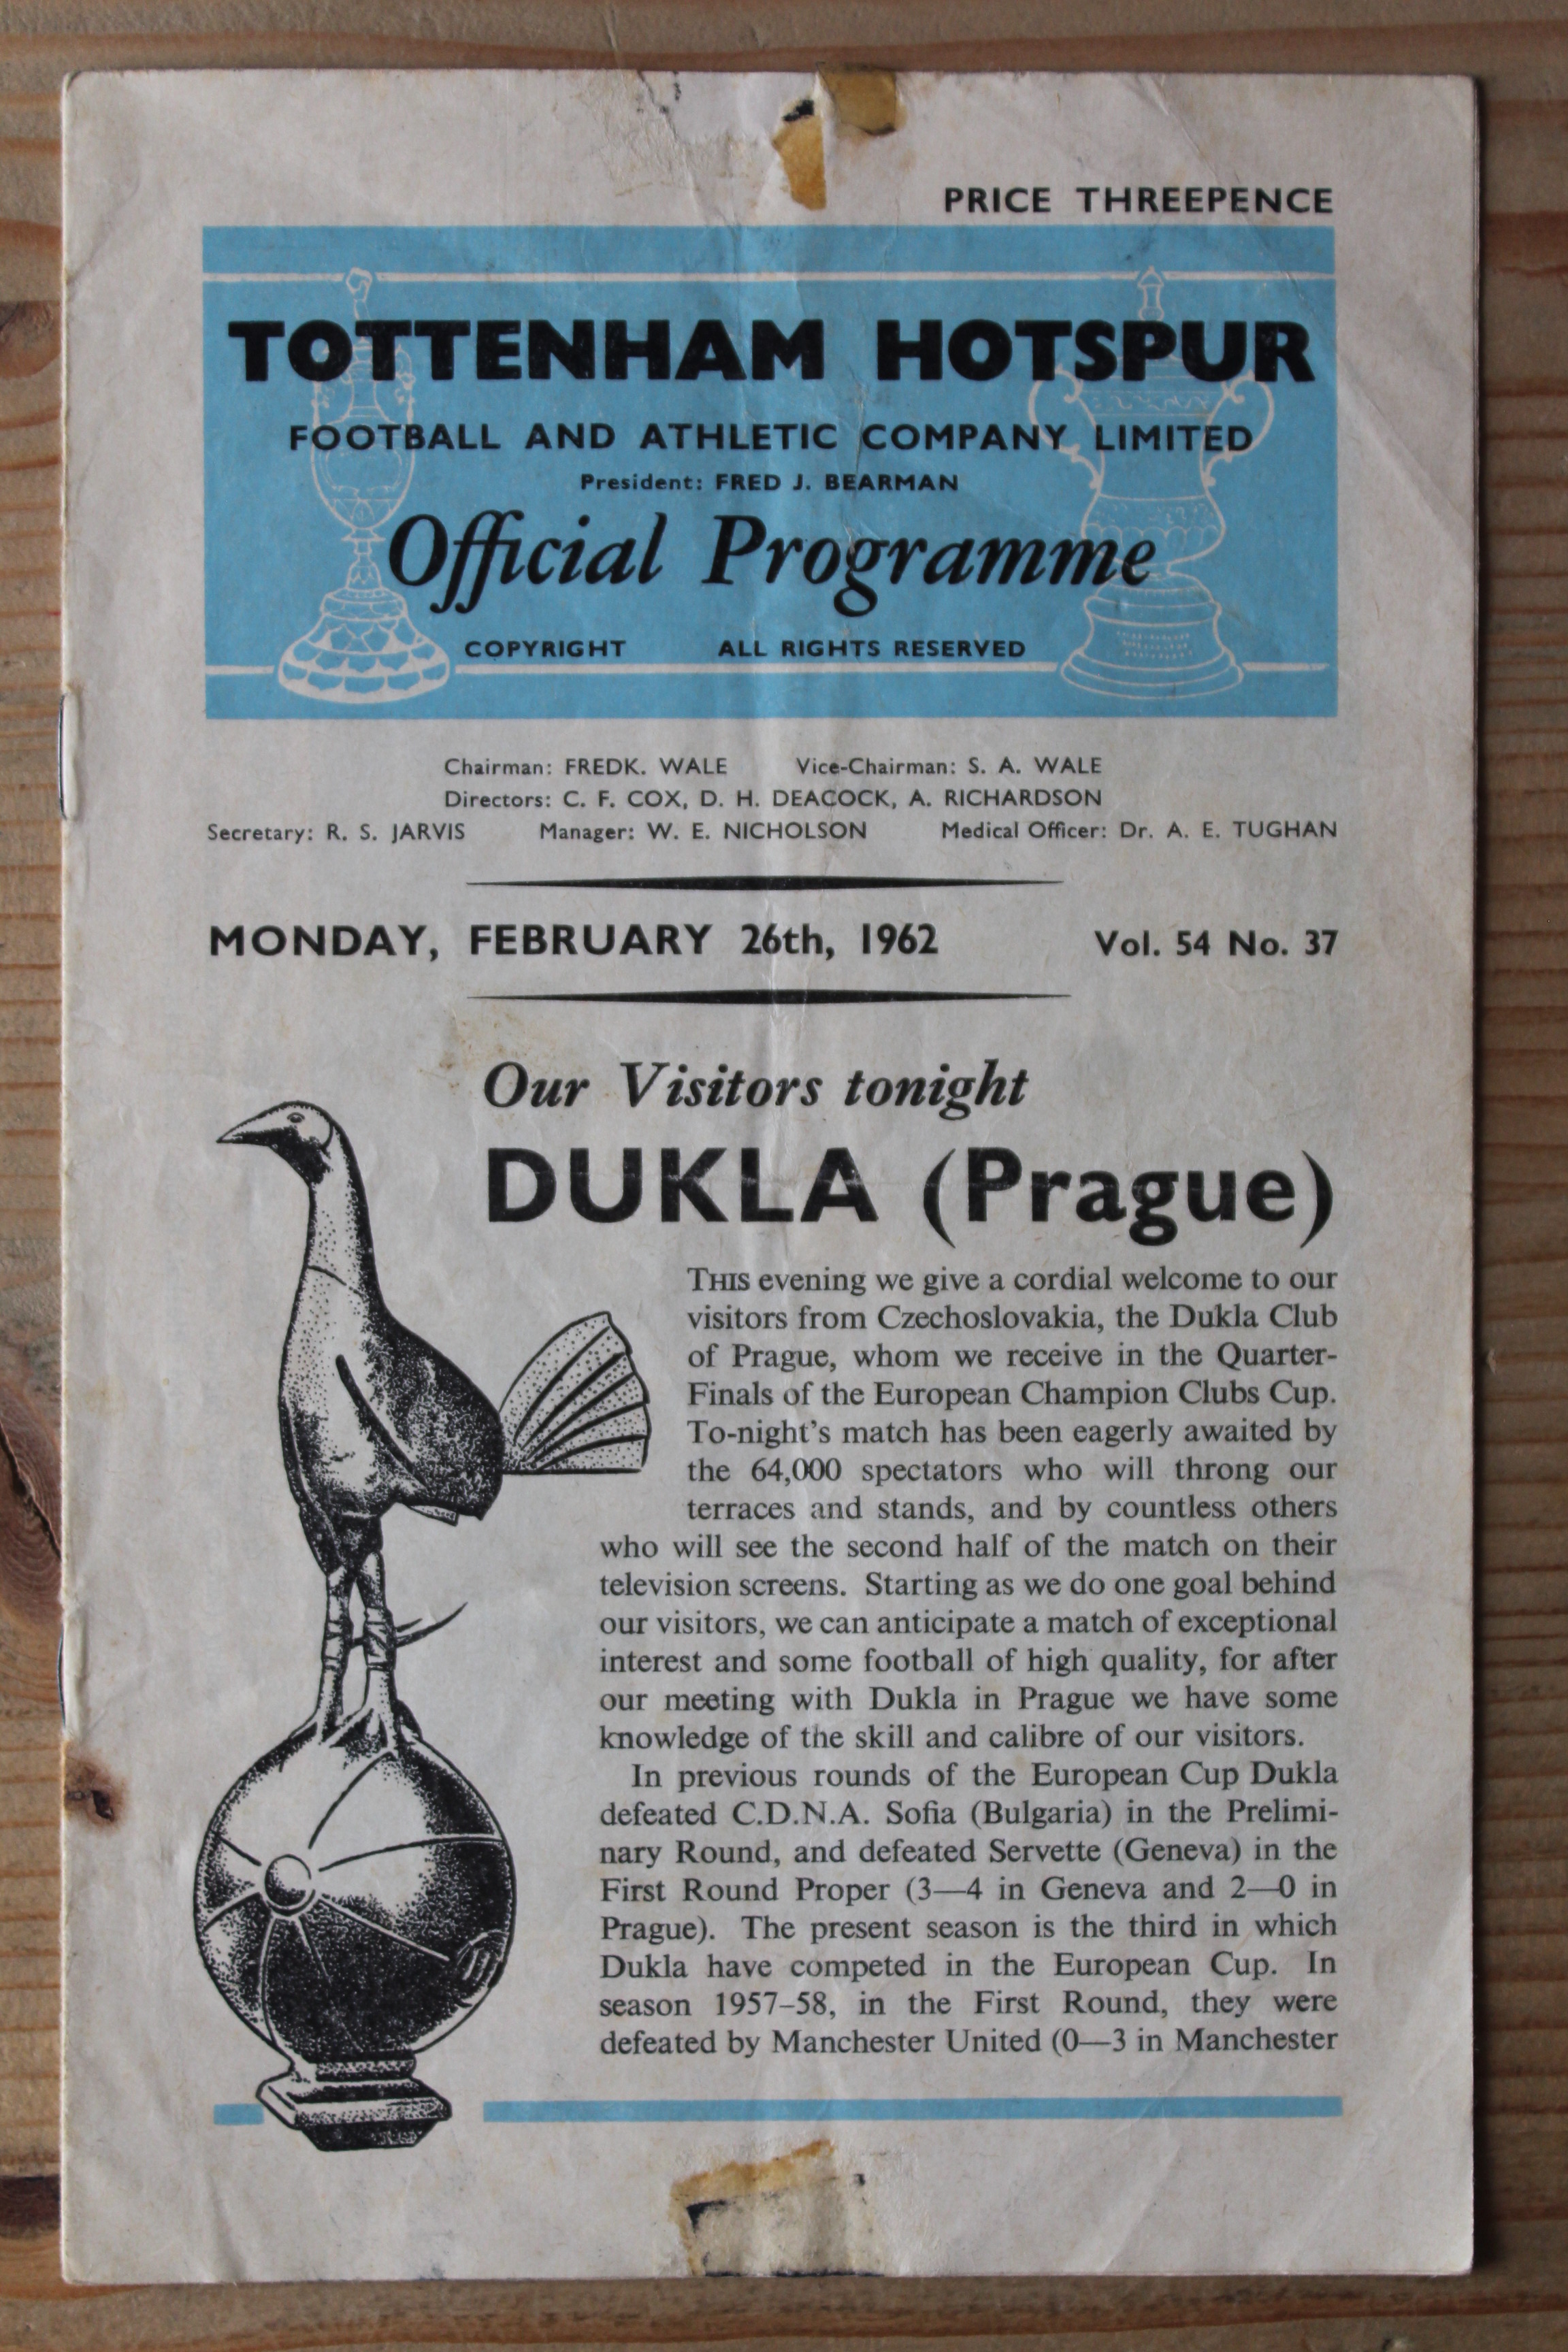 PRICE THREEPENCE
TOTTENHAM HOTSPUR
FOOTBALL AND ATHLETIC COMPANY LIMITED
President: FRED J. BEARMAN
Official Programme
COPYRIGHT ALL RIGHTS RESERVED
Chairman: FREDK. WALE Vice-Chairman: S. A. WALE
Directors: C. F. COX, D. H. DEACOCK, A. RICHARDSON
Secretary: R. S. JARVIS Manager: W. E. NICHOLSON Medical Officer: Dr. A. E. TUGHAN
MONDAY, FEBRUARY 26th, 1962 Vol. 54 No. 37
Our Visitors tonight
DUKLA (Prague)
THIS evening we give a cordial welcome to our
visitors from Czechoslovakia, the Dukla Club
of Prague, whom we receive in the Quarter-
Finals of the European Champion Clubs Cup.
To-night's match has been eagerly awaited by
the 64,000 spectators who will throng our
terraces and stands, and by countless others
who will see the second half of the match on their
television screens. Starting as we do one goal behind
our visitors, we can anticipate a match of exceptional
interest and some football of high quality, for after
our meeting with Dukla in Prague we have some
knowledge of the skill and calibre of our visitors.
In previous rounds of the European Cup Dukla
defeated C.D.N.A. Sofia (Bulgaria) in the Prelimi-
nary Round, and defeated Servette (Geneva) in the
First Round Proper (3—4 in Geneva and 2—0 in
Prague). The present season is the third in which
Dukla have competed in the European Cup. In
season 1957–58, in the First Round, they were
defeated by Manchester United (0—3 in Manchester